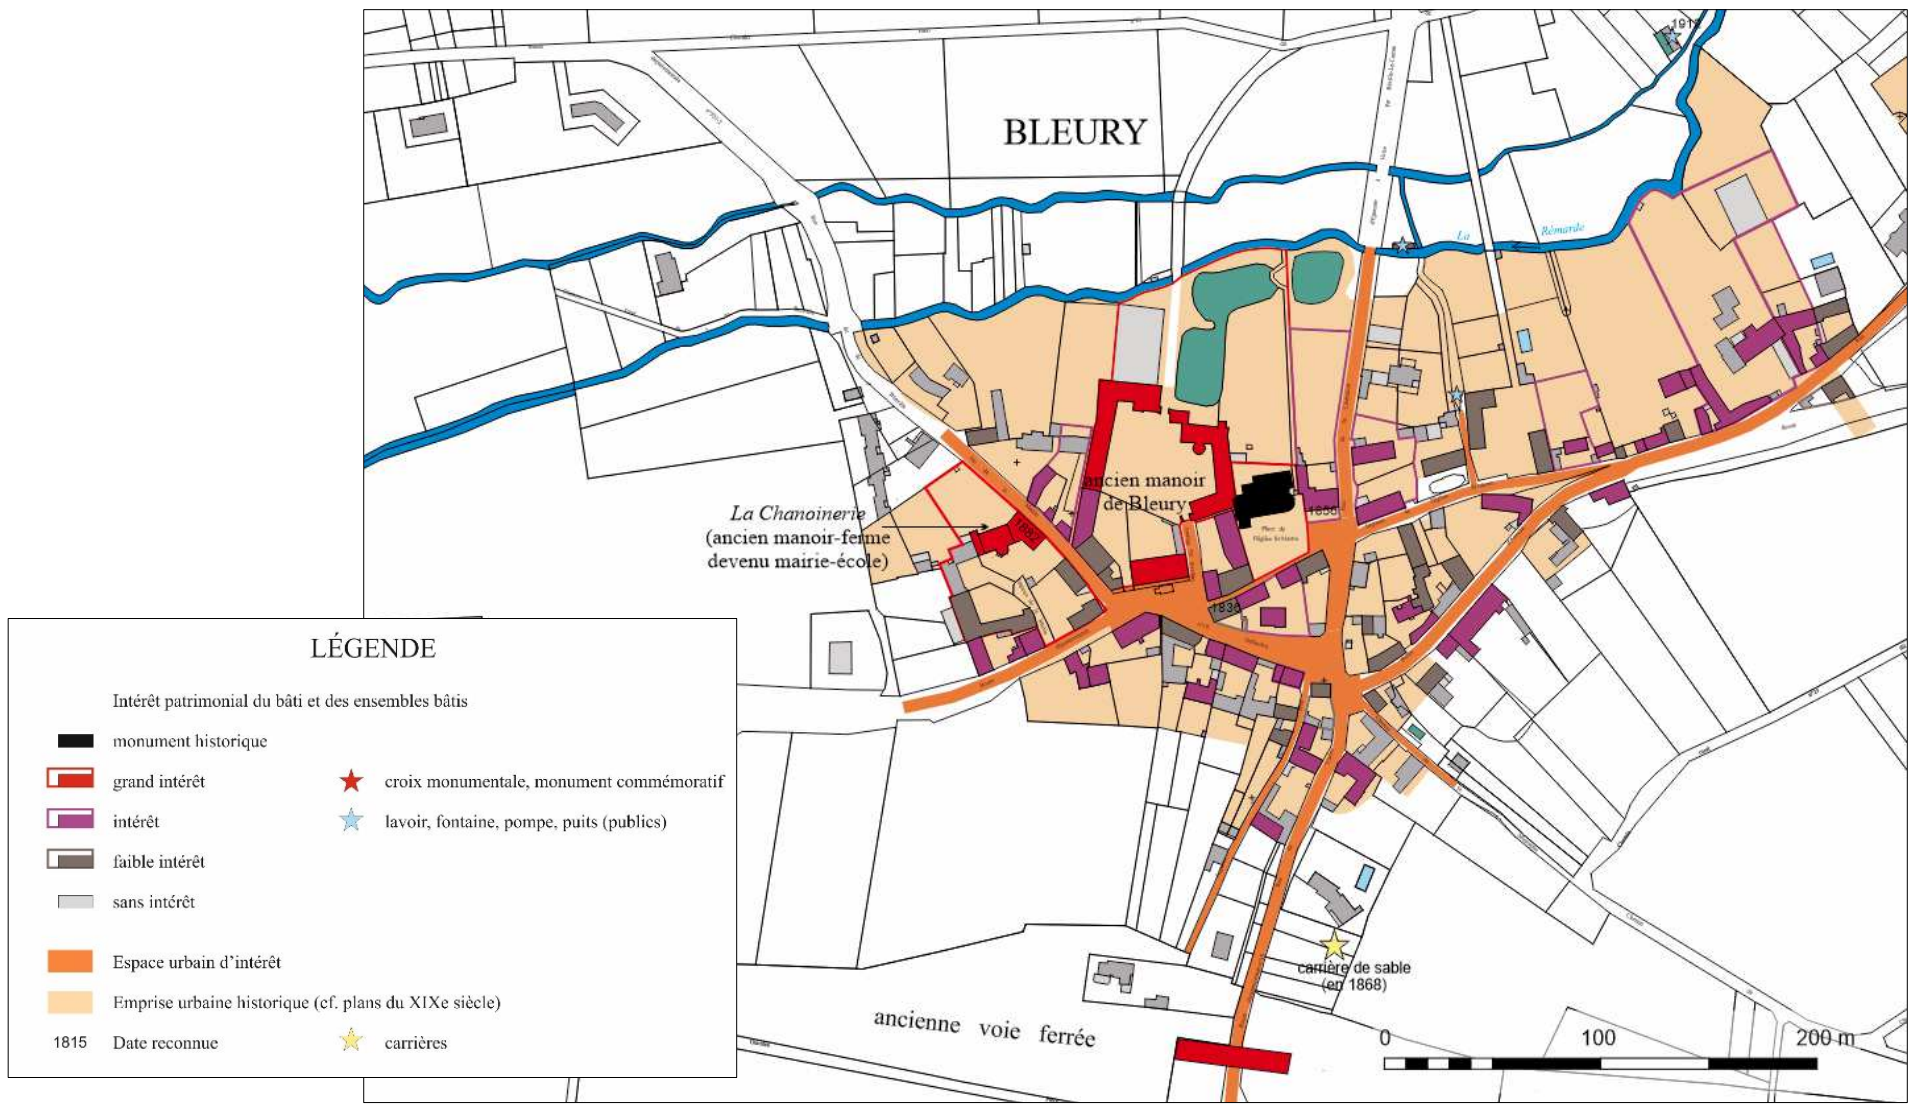 1912
BLEURY
La Rémarde
ancien manoir
de Bleury
La Chanoinerie
(ancien manoir-ferme
devenu mairie-école)
1882
1856
1836
carrière de sable
(en 1868)
ancienne voie ferrée
0 100 200 m
LÉGENDE
Intérêt patrimonial du bâti et des ensembles bâtis
monument historique
grand intérêt
croix monumentale, monument commémoratif
intérêt
lavoir, fontaine, pompe, puits (publics)
faible intérêt
sans intérêt
Espace urbain d’intérêt
Emprise urbaine historique (cf. plans du XIXe siècle)
1815 Date reconnue
carrières